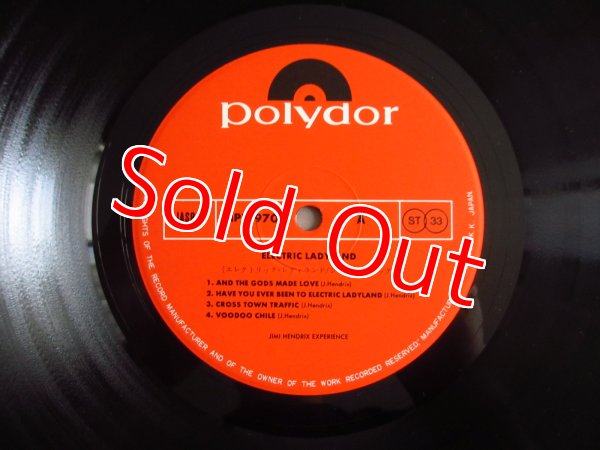 polydor
Sold Out
JASR
970
A
ST 33
ELECTRIC LADYLAND
1. AND THE GODS MADE LOVE (J.Hendrix)
2. HAVE YOU EVER BEEN TO ELECTRIC LADYLAND (J.Hendrix)
3. CROSS TOWN TRAFFIC (J.Hendrix)
4. VOODOO CHILE (J.Hendrix)
JIMI HENDRIX EXPERIENCE
RIGHTS OF THE RECORD MANUFACTURER AND OF THE OWNER OF THE WORK RECORDED RESERVED
K.K. JAPAN